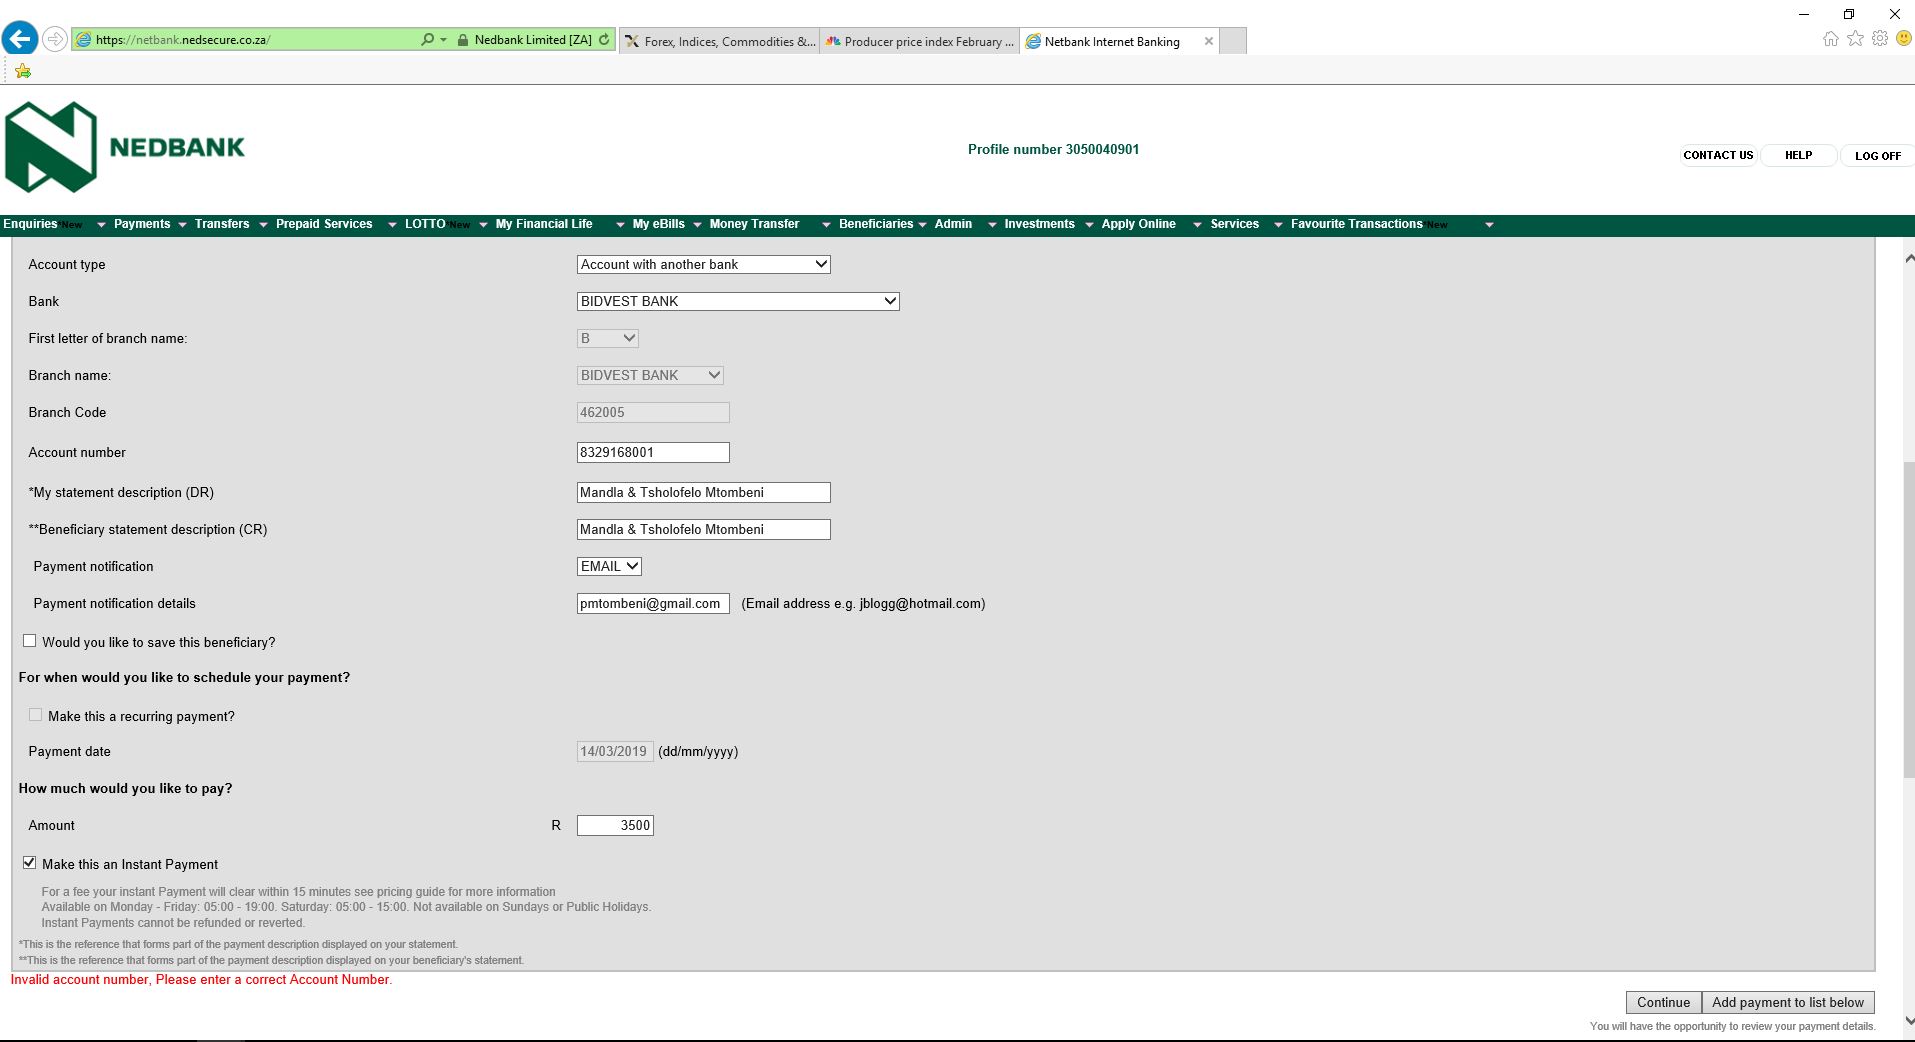 https://netbank.nedsecure.co.za/ Nedbank Limited [ZA] Forex, Indices, Commodities &... Producer price index February ... Netbank Internet Banking
NEDBANK
Profile number 3050040901
CONTACT US HELP LOG OFF
Enquiries New Payments Transfers Prepaid Services LOTTO New My Financial Life My eBills Money Transfer Beneficiaries Admin Investments Apply Online Services Favourite Transactions New
Account type Account with another bank
Bank BIDVEST BANK
First letter of branch name: B
Branch name: BIDVEST BANK
Branch Code 462005
Account number 8329168001
*My statement description (DR) Mandla & Tsholofelo Mtombeni
**Beneficiary statement description (CR) Mandla & Tsholofelo Mtombeni
Payment notification EMAIL
Payment notification details pmtombeni@gmail.com (Email address e.g. jblogg@hotmail.com)
Would you like to save this beneficiary?
For when would you like to schedule your payment?
Make this a recurring payment?
Payment date 14/03/2019 (dd/mm/yyyy)
How much would you like to pay?
Amount R 3500
Make this an Instant Payment
For a fee your instant Payment will clear within 15 minutes see pricing guide for more information
Available on Monday - Friday: 05:00 - 19:00. Saturday: 05:00 - 15:00. Not available on Sundays or Public Holidays.
Instant Payments cannot be refunded or reverted.
*This is the reference that forms part of the payment description displayed on your statement.
**This is the reference that forms part of the payment description displayed on your beneficiary's statement.
Invalid account number, Please enter a correct Account Number.
Continue Add payment to list below
You will have the opportunity to review your payment details.